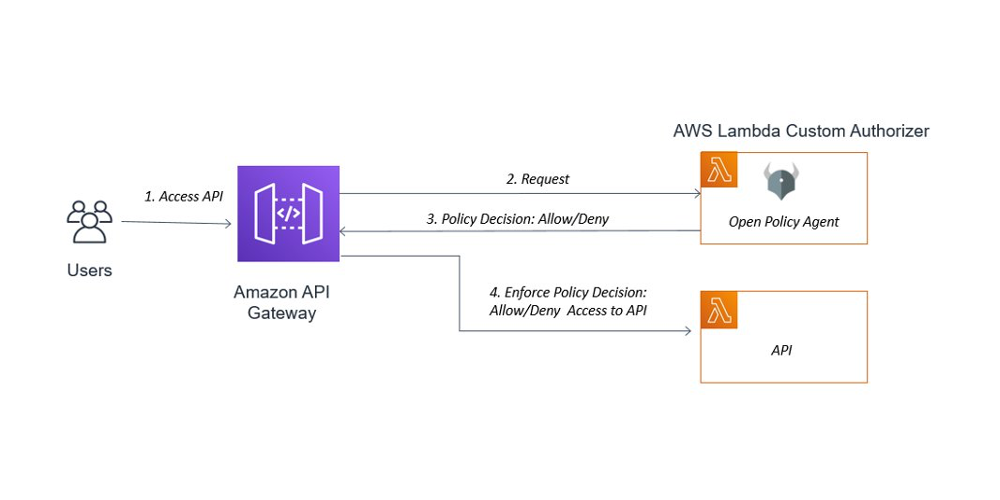 AWS Lambda Custom Authorizer
1. Access API
2. Request
3. Policy Decision: Allow/Deny
Open Policy Agent
</>
Users
Amazon API
Gateway
4. Enforce Policy Decision:
Allow/Deny  Access to API
API